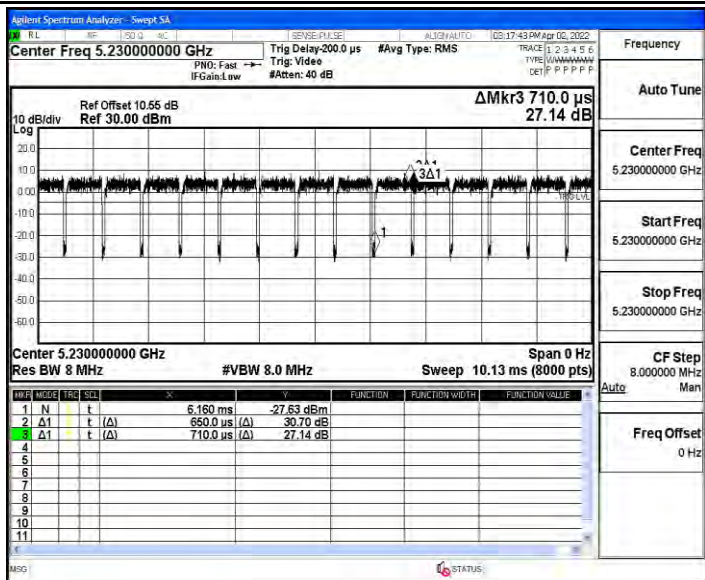 Agilent Spectrum Analyzer - Swept SA
RL RF 50 Ω AC SENSE:PULSE ALIGN AUTO 03:17:43 PM Apr 02, 2022
Center Freq 5.230000000 GHz
PNO: Fast
IFGain:Low
Trig Delay-200.0 µs
Trig: Video
#Atten: 40 dB
#Avg Type: RMS
TRACE 1 2 3 4 5 6
TYPE
DET P P P P P P
Ref Offset 10.55 dB
10 dB/div Ref 30.00 dBm
Log
ΔMkr3 710.0 µs
27.14 dB
20.0
10.0
0.00
-10.0
-20.0
-30.0
-40.0
-50.0
-60.0
3Δ1
TRIG LVL
1
Center 5.230000000 GHz Span 0 Hz
Res BW 8 MHz #VBW 8.0 MHz Sweep 10.13 ms (8000 pts)
MKR MODE TRC SCL X Y FUNCTION FUNCTION WIDTH FUNCTION VALUE
1 N t 6.160 ms -27.63 dBm
2 Δ1 t (Δ) 650.0 µs (Δ) 30.70 dB
3 Δ1 t (Δ) 710.0 µs (Δ) 27.14 dB
4
5
6
7
8
9
10
11
MSG STATUS
Frequency
Auto Tune
Center Freq
5.230000000 GHz
Start Freq
5.230000000 GHz
Stop Freq
5.230000000 GHz
CF Step
8.000000 MHz
Auto Man
Freq Offset
0 Hz